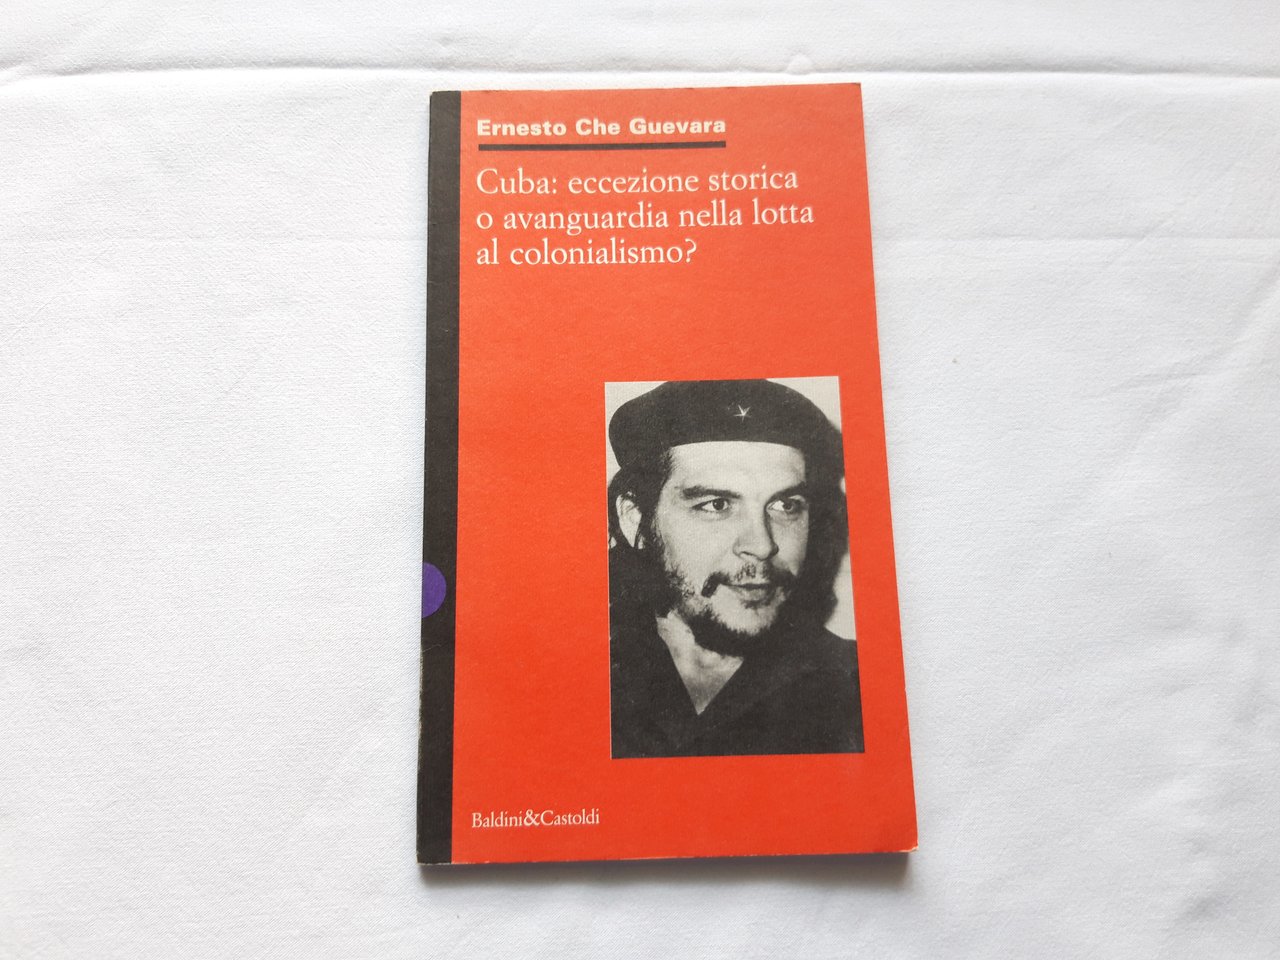 Ernesto Che Guevara
Cuba: eccezione storica
o avanguardia nella lotta
al colonialismo?
Baldini&Castoldi